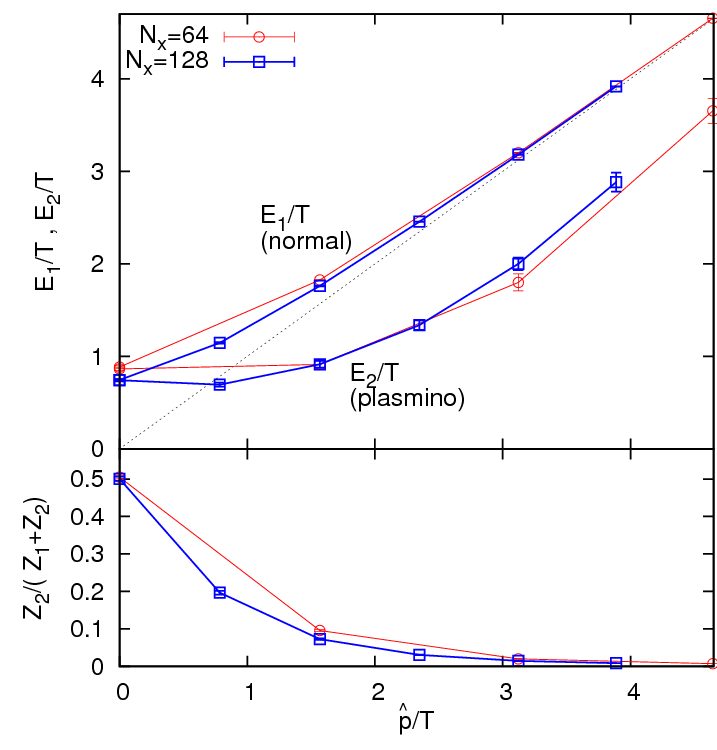 Nx=64
Nx=128
4
3
2
1
0
E1/T , E2/T
E1/T
(normal)
E2/T
(plasmino)
0.5
0.4
0.3
0.2
0.1
0
Z2/( Z1+Z2)
0 1 2 3 4
p̂/T